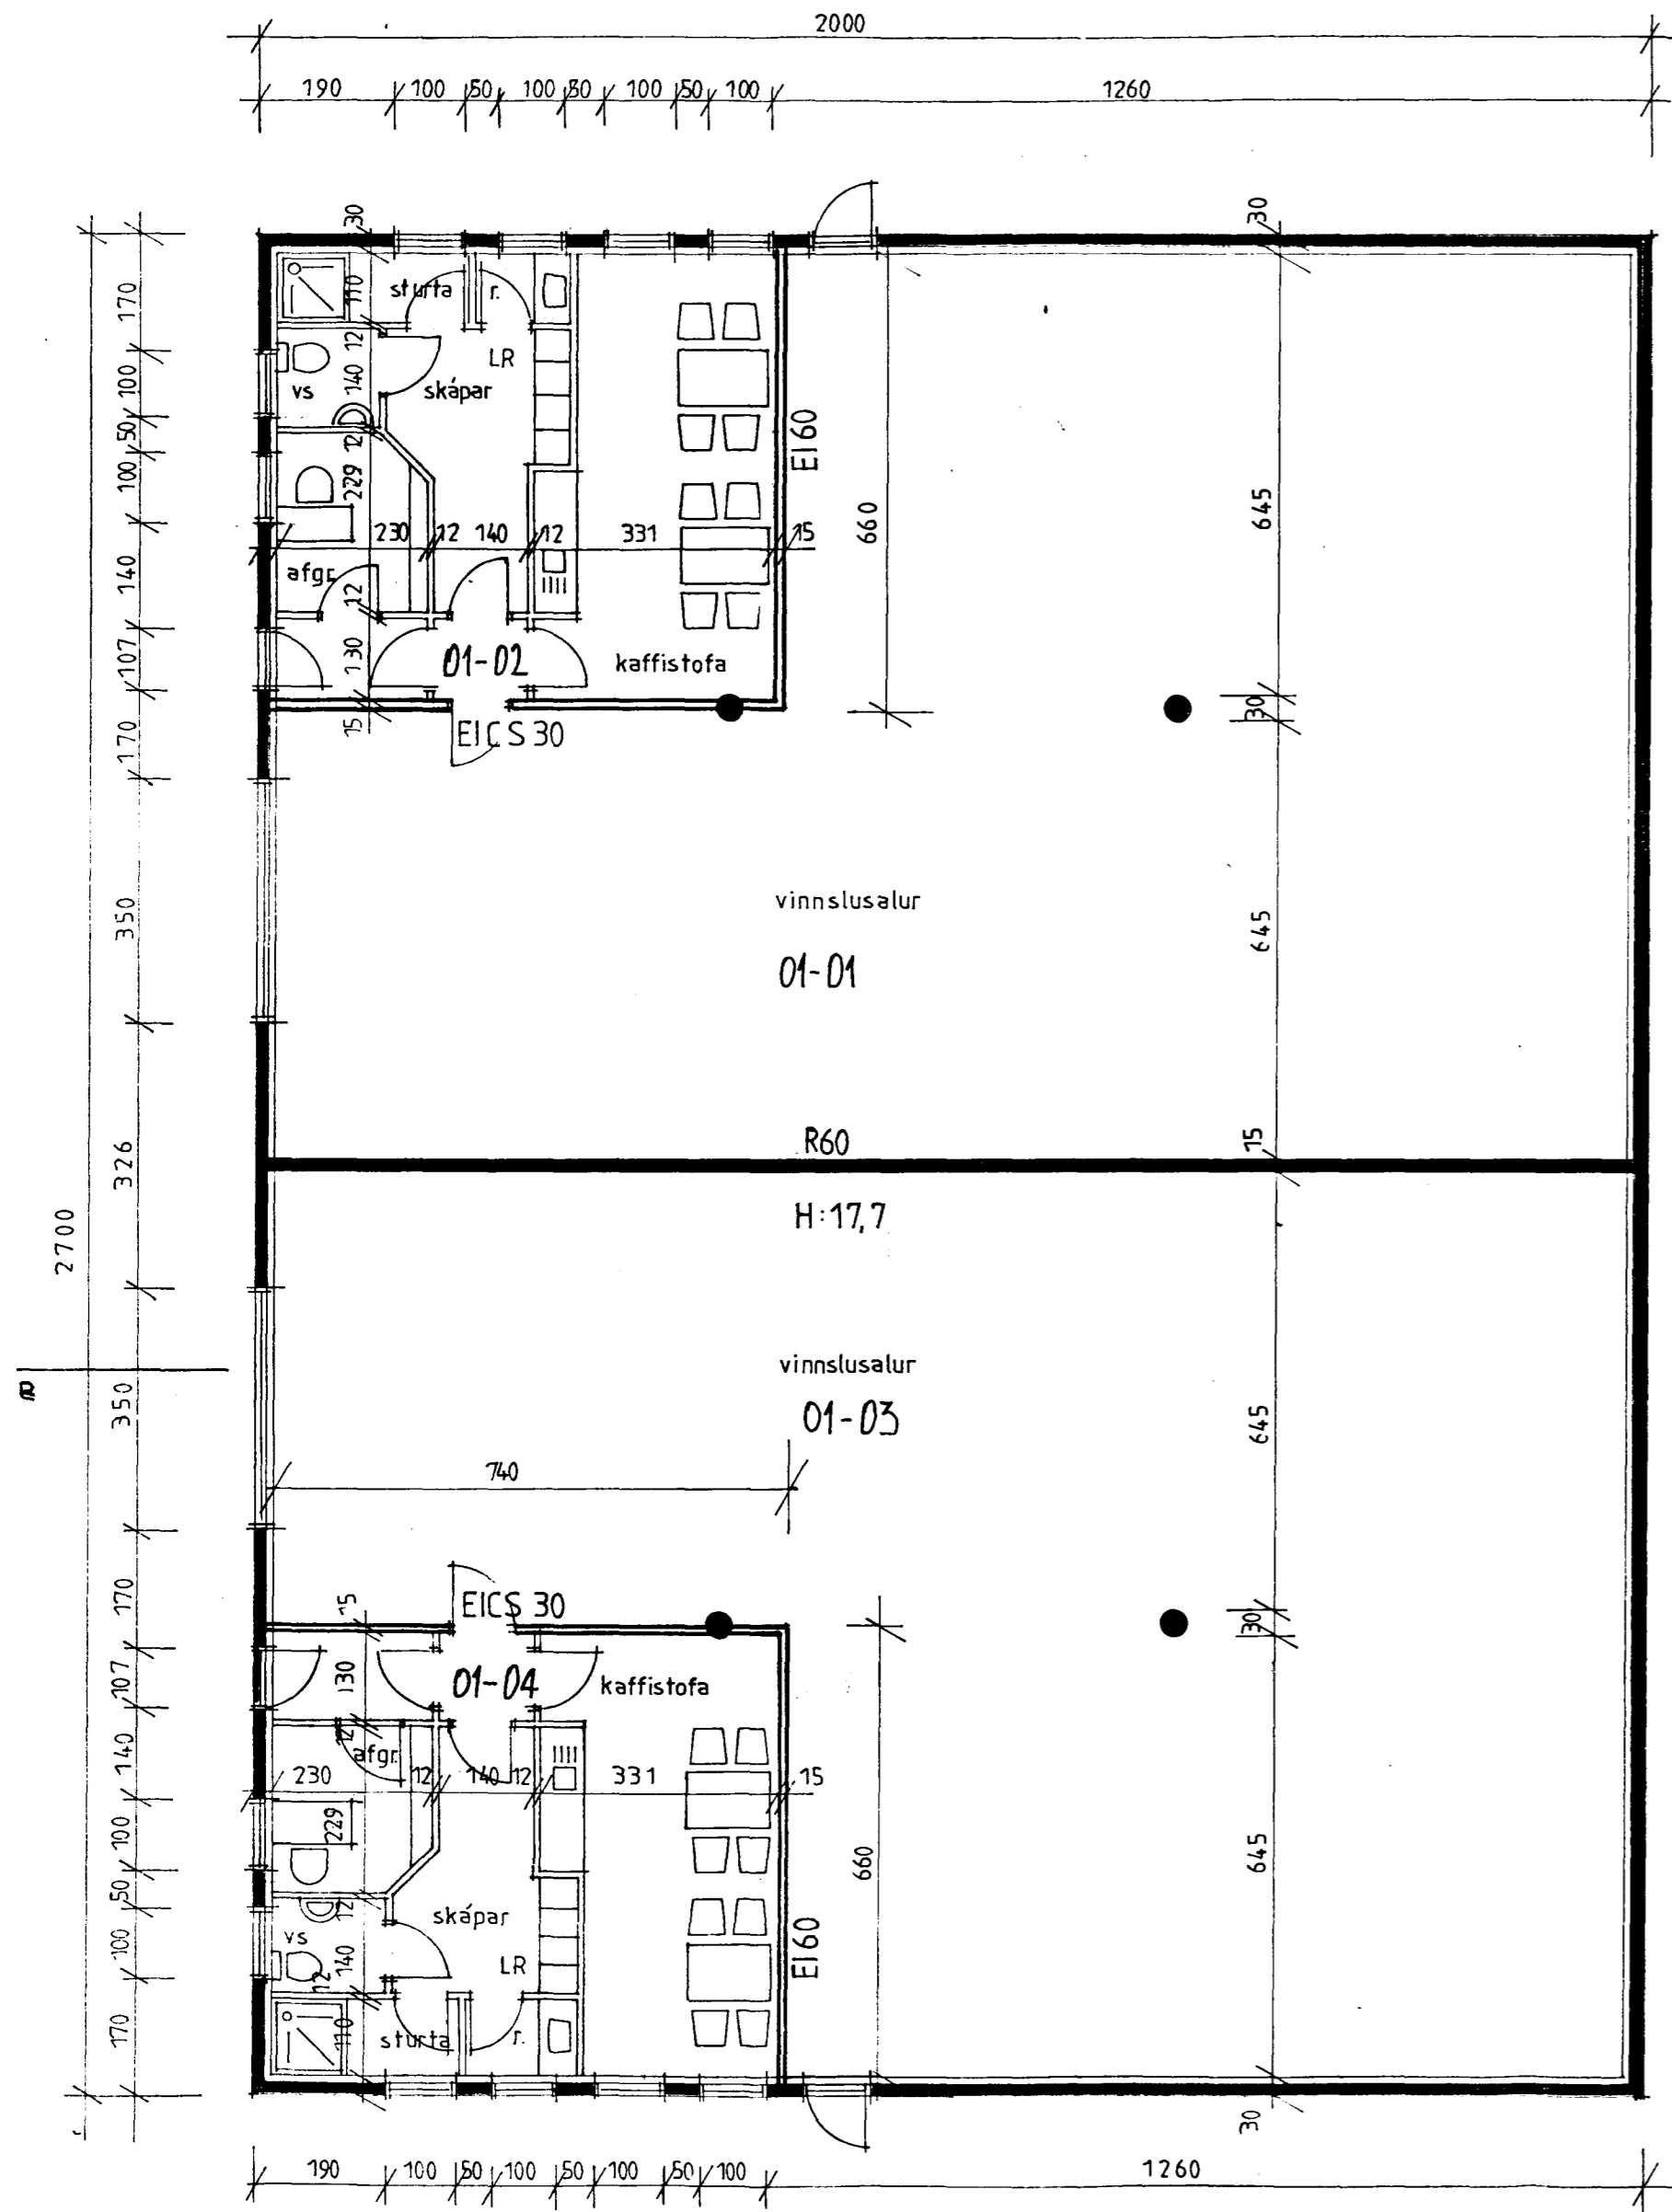 2000
190 100 50 100 50 100 50 100 1260
30 30
170 110 sturta r.
12 LR
100 140 vs skápar
50 12 EI60
100 229 645
230 12 140 12 331 15 660
140 afgr. 12
107 130 01-02 kaffistofa
30
170 15 EICS 30
vinnslusalur
350 645
01-01
326 R60 15
2700 H:17,7
vinnslusalur
350 01-03 645
740
170 15 EICS 30 30
107 130 01-04 kaffistofa
140 12 afgr.
230 12 140 12 331 15
100 229
50 12 skápar 660 645
100 vs 140 12 LR EI60
170 110 sturta r.
30
190 100 50 100 50 100 50 100 1260